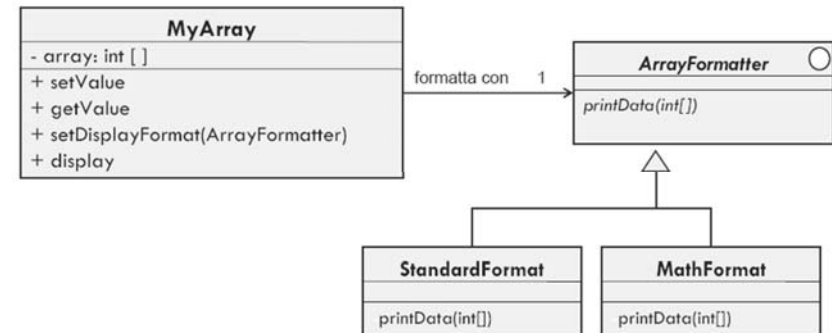 MyArray
- array: int [ ]
+ setValue
+ getValue
+ setDisplayFormat(ArrayFormatter)
+ display
formatta con 1
ArrayFormatter
printData(int[])
StandardFormat
printData(int[])
MathFormat
printData(int[])